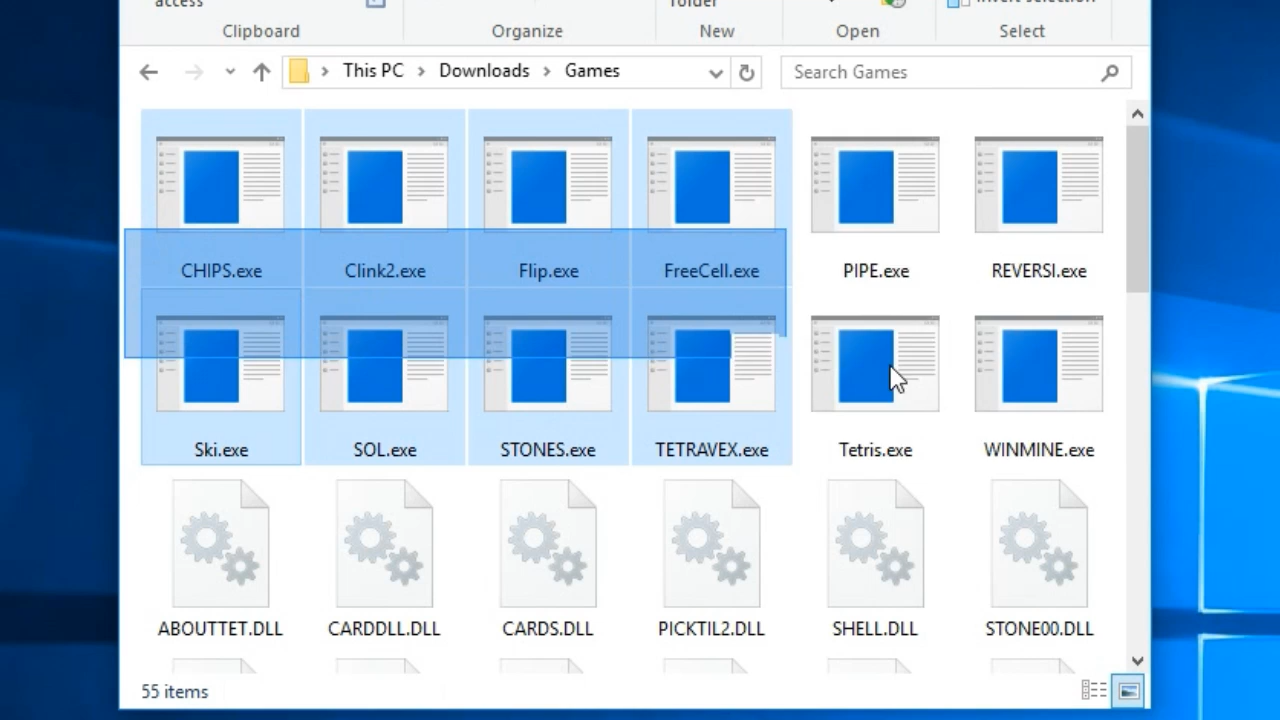 access
folder
Invert selection
Clipboard
Organize
New
Open
Select
This PC
Downloads
Games
Search Games
CHIPS.exe
Clink2.exe
Flip.exe
FreeCell.exe
PIPE.exe
REVERSI.exe
Ski.exe
SOL.exe
STONES.exe
TETRAVEX.exe
Tetris.exe
WINMINE.exe
ABOUTTET.DLL
CARDDLL.DLL
CARDS.DLL
PICKTIL2.DLL
SHELL.DLL
STONE00.DLL
55 items